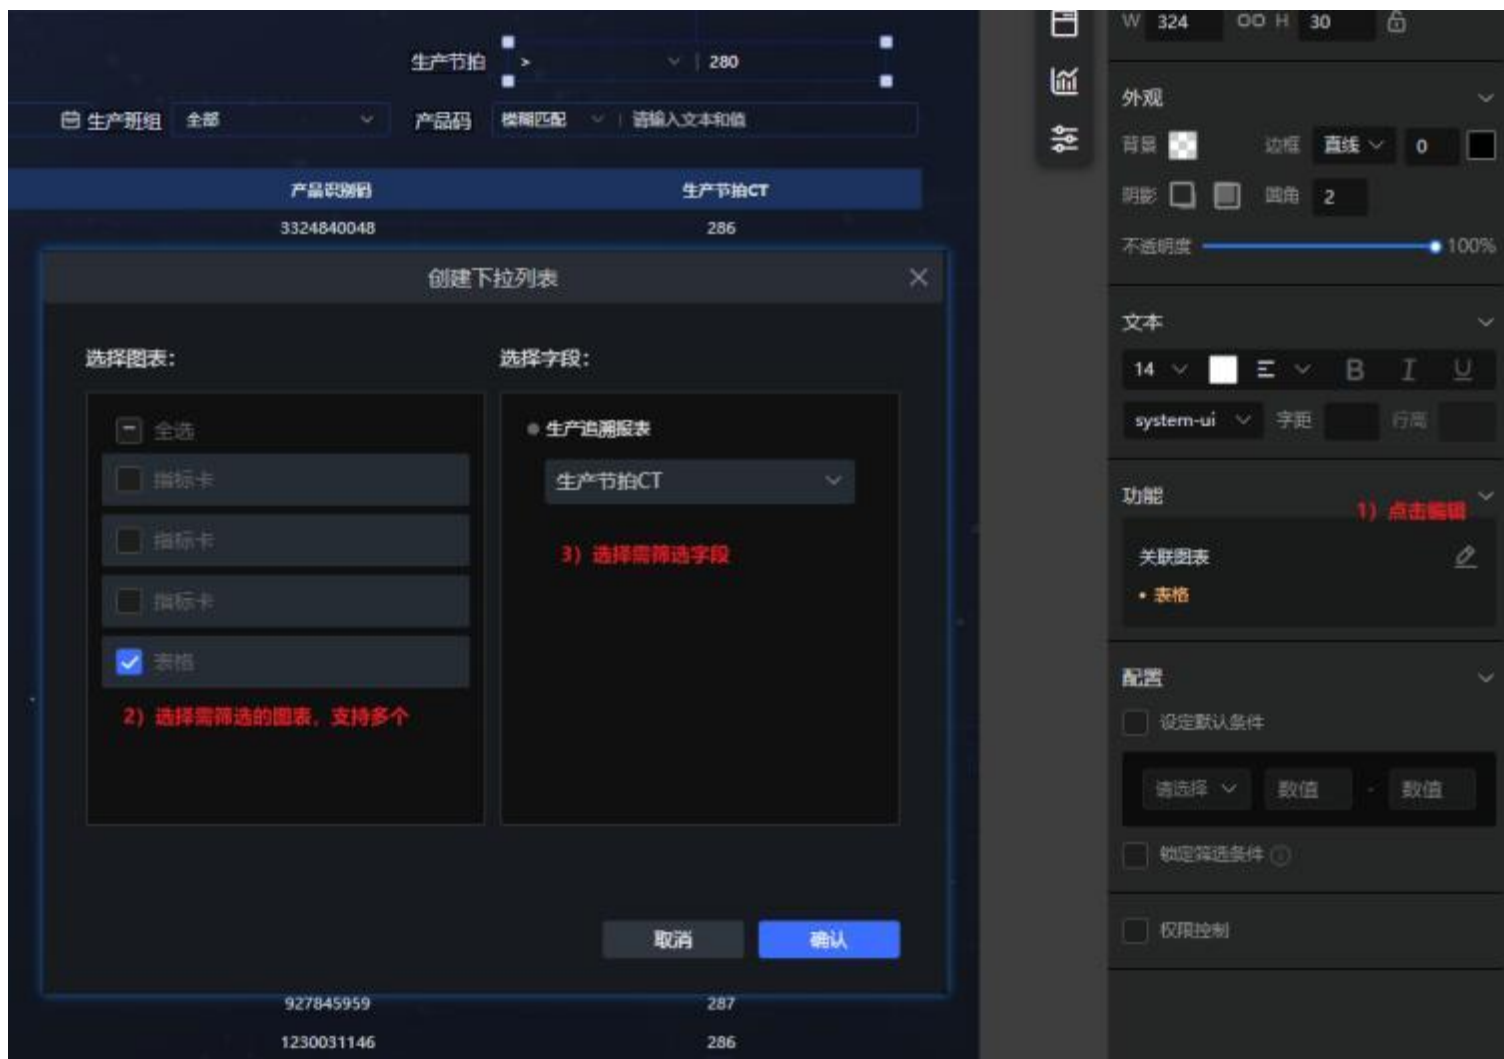 生产节拍 > 280
生产班组 全部 产品码 模糊匹配 请输入文本和值
产品识别码 生产节拍CT
3324840048 286
创建下拉列表
选择图表:
全选
指标卡
指标卡
指标卡
表格
2）选择需筛选的图表，支持多个
选择字段:
生产追溯报表
生产节拍CT
3）选择需筛选字段
取消 确认
927845959 287
1230031146 286
W 324 H 30
外观
背景 边框 直线 0
阴影 圆角 2
不透明度 100%
文本
14 B I U
system-ui 字距 行高
功能
1）点击编辑
关联图表
• 表格
配置
设定默认条件
请选择 数值 - 数值
锁定筛选条件
权限控制